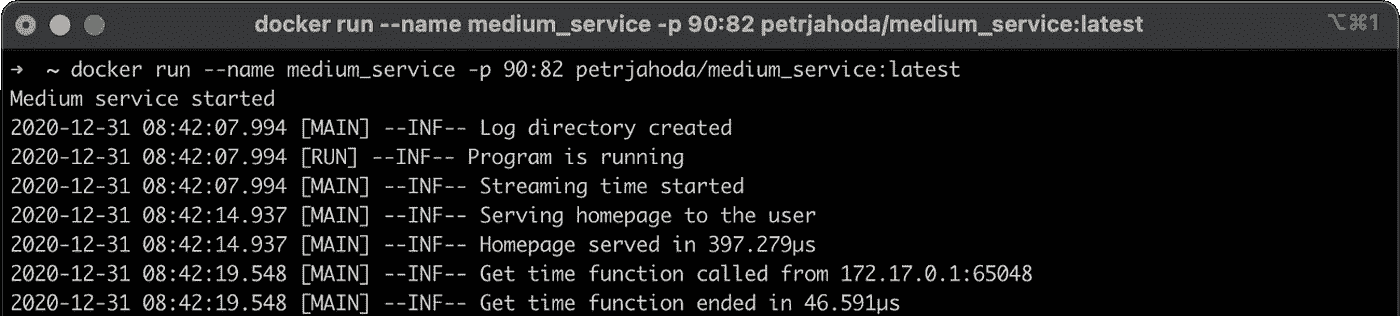 docker run --name medium_service -p 90:82 petrjahoda/medium_service:latest ⌥⌘1
➜ ~ docker run --name medium_service -p 90:82 petrjahoda/medium_service:latest
Medium service started
2020-12-31 08:42:07.994 [MAIN] --INF-- Log directory created
2020-12-31 08:42:07.994 [RUN] --INF-- Program is running
2020-12-31 08:42:07.994 [MAIN] --INF-- Streaming time started
2020-12-31 08:42:14.937 [MAIN] --INF-- Serving homepage to the user
2020-12-31 08:42:14.937 [MAIN] --INF-- Homepage served in 397.279µs
2020-12-31 08:42:19.548 [MAIN] --INF-- Get time function called from 172.17.0.1:65048
2020-12-31 08:42:19.548 [MAIN] --INF-- Get time function ended in 46.591µs